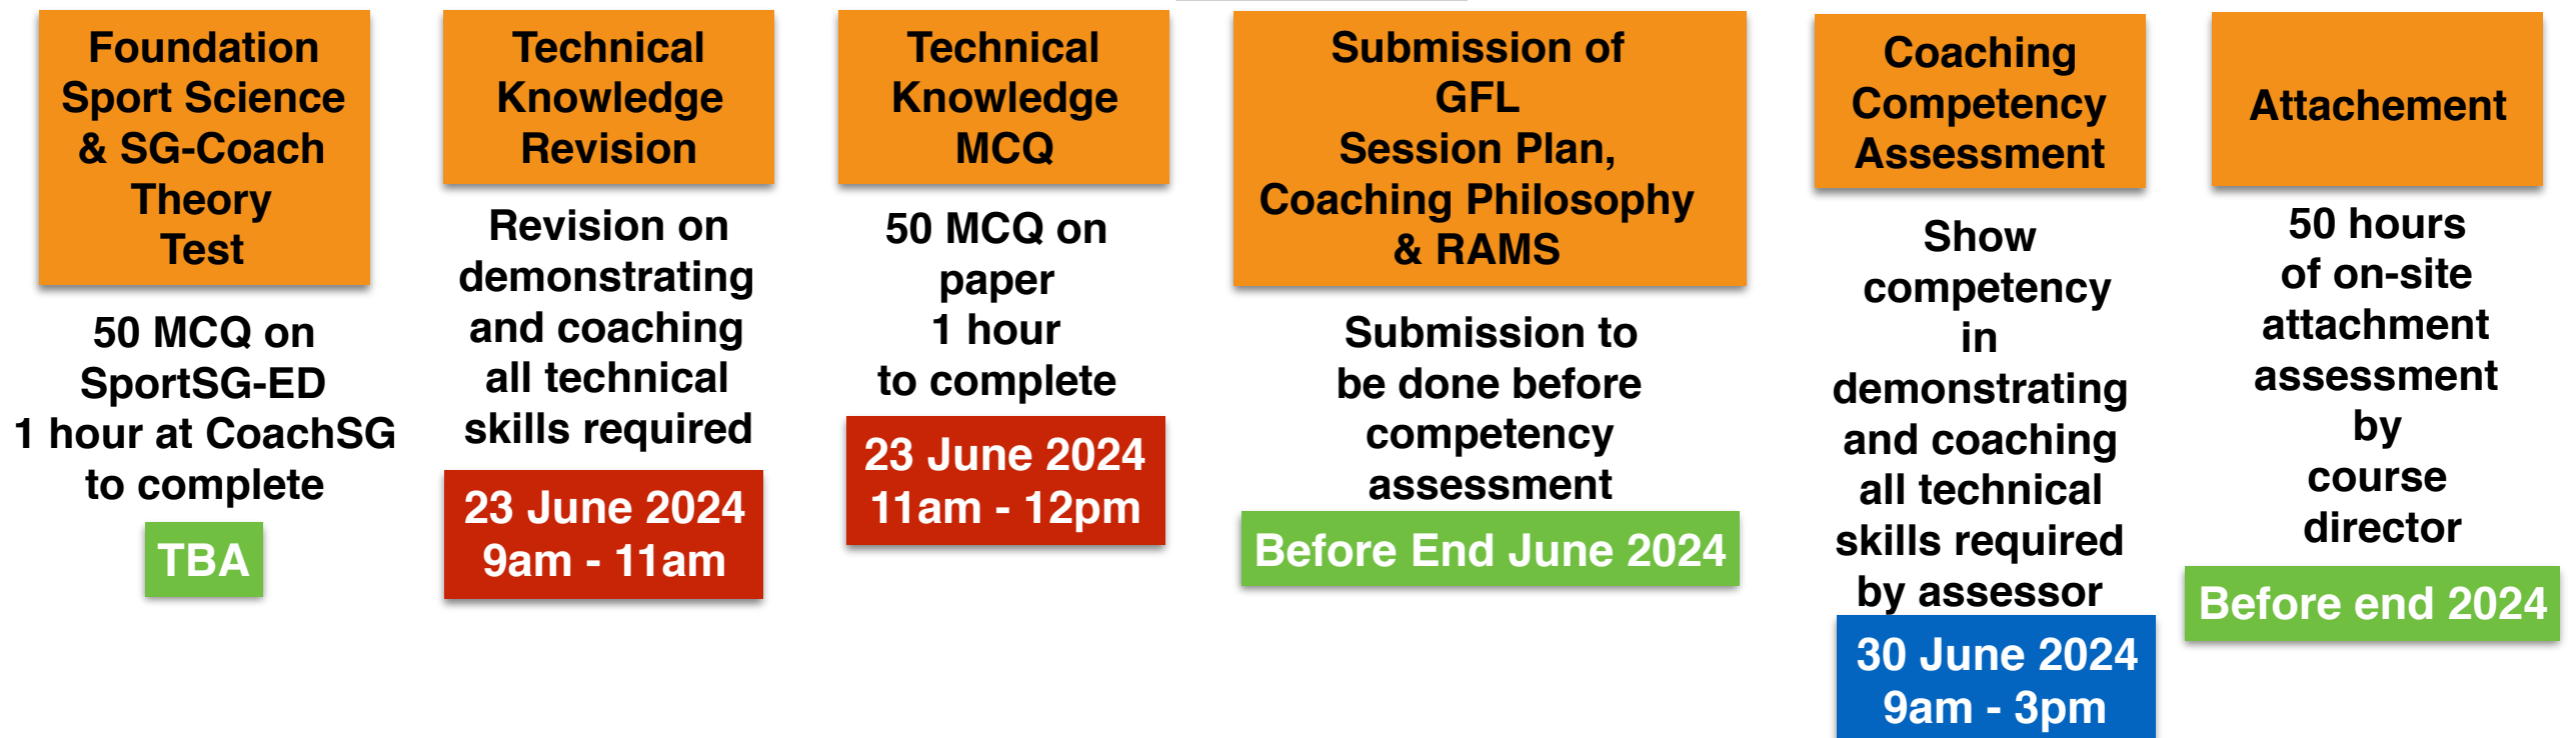 Foundation
Sport Science
& SG-Coach
Theory
Test
50 MCQ on
SportSG-ED
1 hour at CoachSG
to complete
TBA
Technical
Knowledge
Revision
Revision on
demonstrating
and coaching
all technical
skills required
23 June 2024
9am - 11am
Technical
Knowledge
MCQ
50 MCQ on
paper
1 hour
to complete
23 June 2024
11am - 12pm
Submission of
GFL
Session Plan,
Coaching Philosophy
& RAMS
Submission to
be done before
competency
assessment
Before End June 2024
Coaching
Competency
Assessment
Show
competency
in
demonstrating
and coaching
all technical
skills required
by assessor
30 June 2024
9am - 3pm
Attachement
50 hours
of on-site
attachment
assessment
by
course
director
Before end 2024